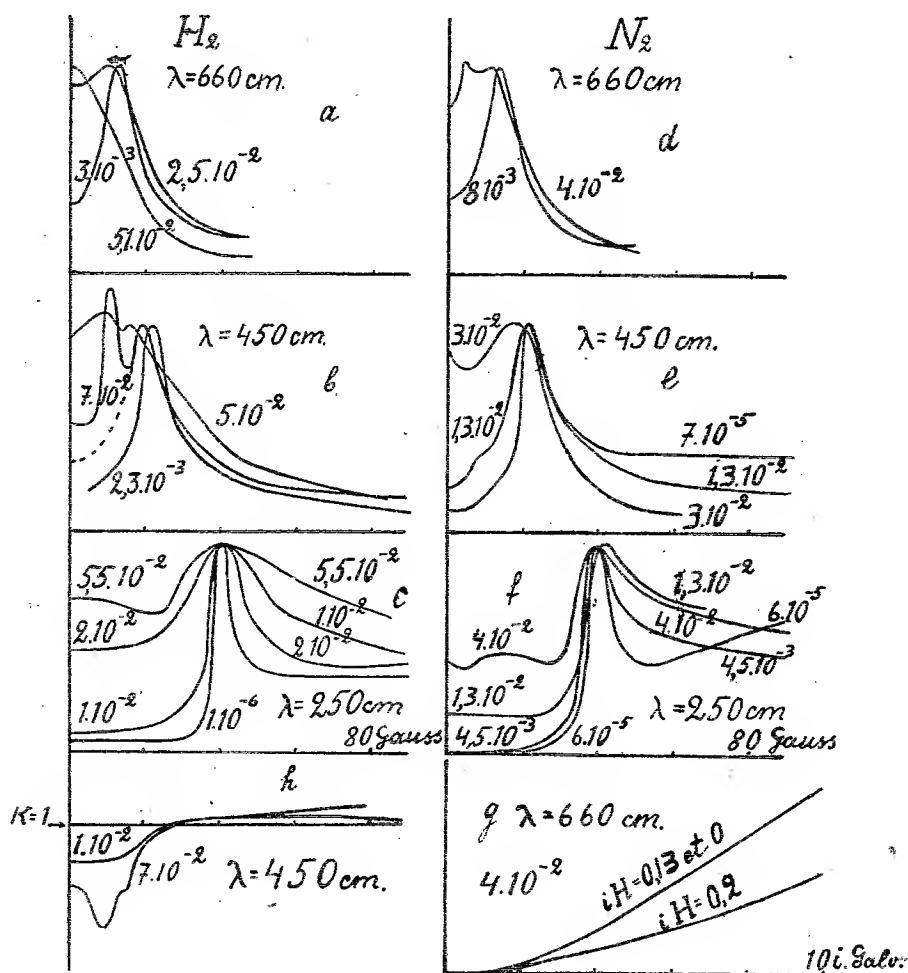 H₂
λ=660 cm.
a
3.10⁻³
2,5.10⁻²
5,1.10⁻²
λ=450 cm.
b
7.10⁻²
5.10⁻²
2,3.10⁻³
5,5.10⁻²
5,5.10⁻²
c
2.10⁻²
1.10⁻²
2.10⁻²
1.10⁻²
1.10⁻⁶
λ=250 cm
80 Gauss
h
K=1
1.10⁻²
7.10⁻²
λ=450 cm.
N₂
λ=660 cm
d
8.10⁻³
4.10⁻²
3.10⁻²
λ=450 cm.
e
1,3.10⁻²
7.10⁻⁵
1,3.10⁻²
3.10⁻²
f
1,3.10⁻²
6.10⁻⁵
4.10⁻²
4.10⁻²
4,5.10⁻³
1,3.10⁻²
λ=250 cm
4,5.10⁻³
6.10⁻⁵
80 Gauss
g λ=660 cm.
4.10⁻²
iH=0,13 et 0
iH=0,2
10 i. Galv.